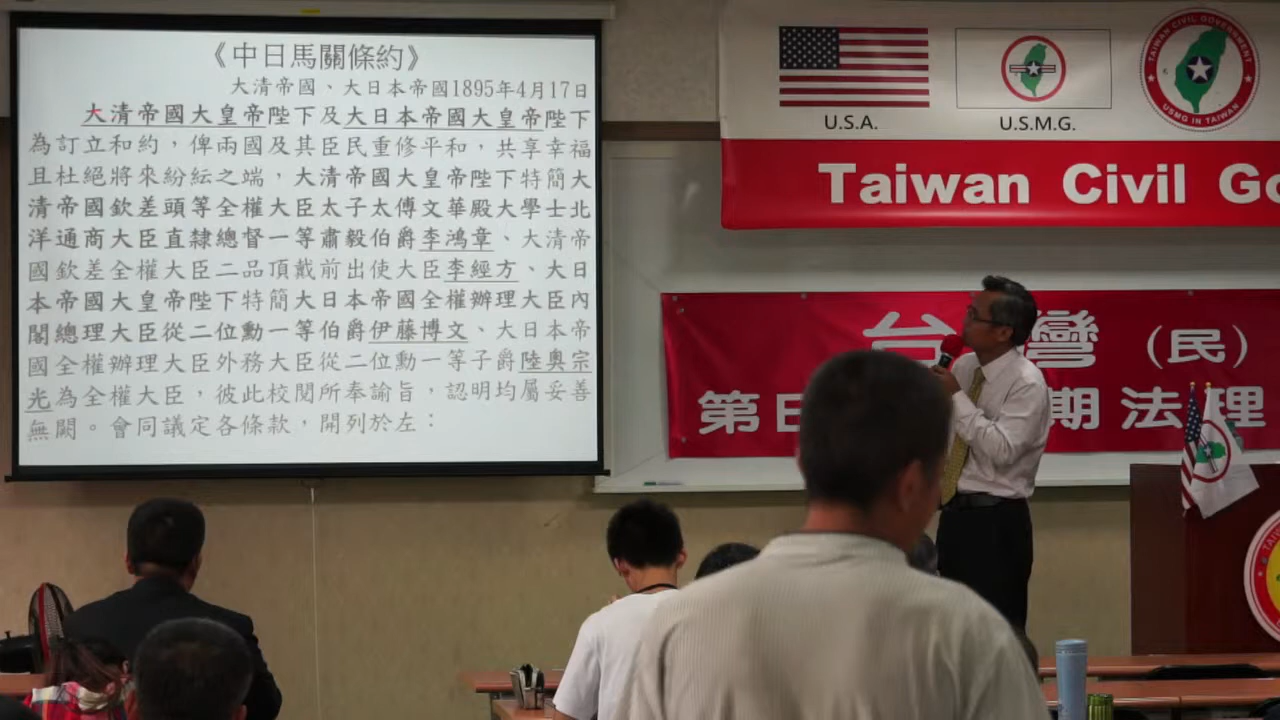 《中日馬關條約》
大清帝國、大日本帝國1895年4月17日
大清帝國大皇帝陛下及大日本帝國大皇帝陛下
為訂立和約，俾兩國及其臣民重修平和，共享幸福
且杜絕將來紛紜之端，大清帝國大皇帝陛下特簡大
清帝國欽差頭等全權大臣太子太傅文華殿大學士北
洋通商大臣直隸總督一等肅毅伯爵李鴻章、大清帝
國欽差全權大臣二品頂戴前出使大臣李經方、大日
本帝國大皇帝陛下特簡大日本帝國全權辦理大臣內
閣總理大臣從二位勳一等伯爵伊藤博文、大日本帝
國全權辦理大臣外務大臣從二位勳一等子爵陸奧宗
光為全權大臣，彼此校閱所奉諭旨，認明均屬妥善
無闕。會同議定各條款，開列於左：
U.S.A.
U.S.M.G.
TAIWAN CIVIL GOVERNMENT
USMG IN TAIWAN
Taiwan Civil Go
台灣（民）
第 期法理